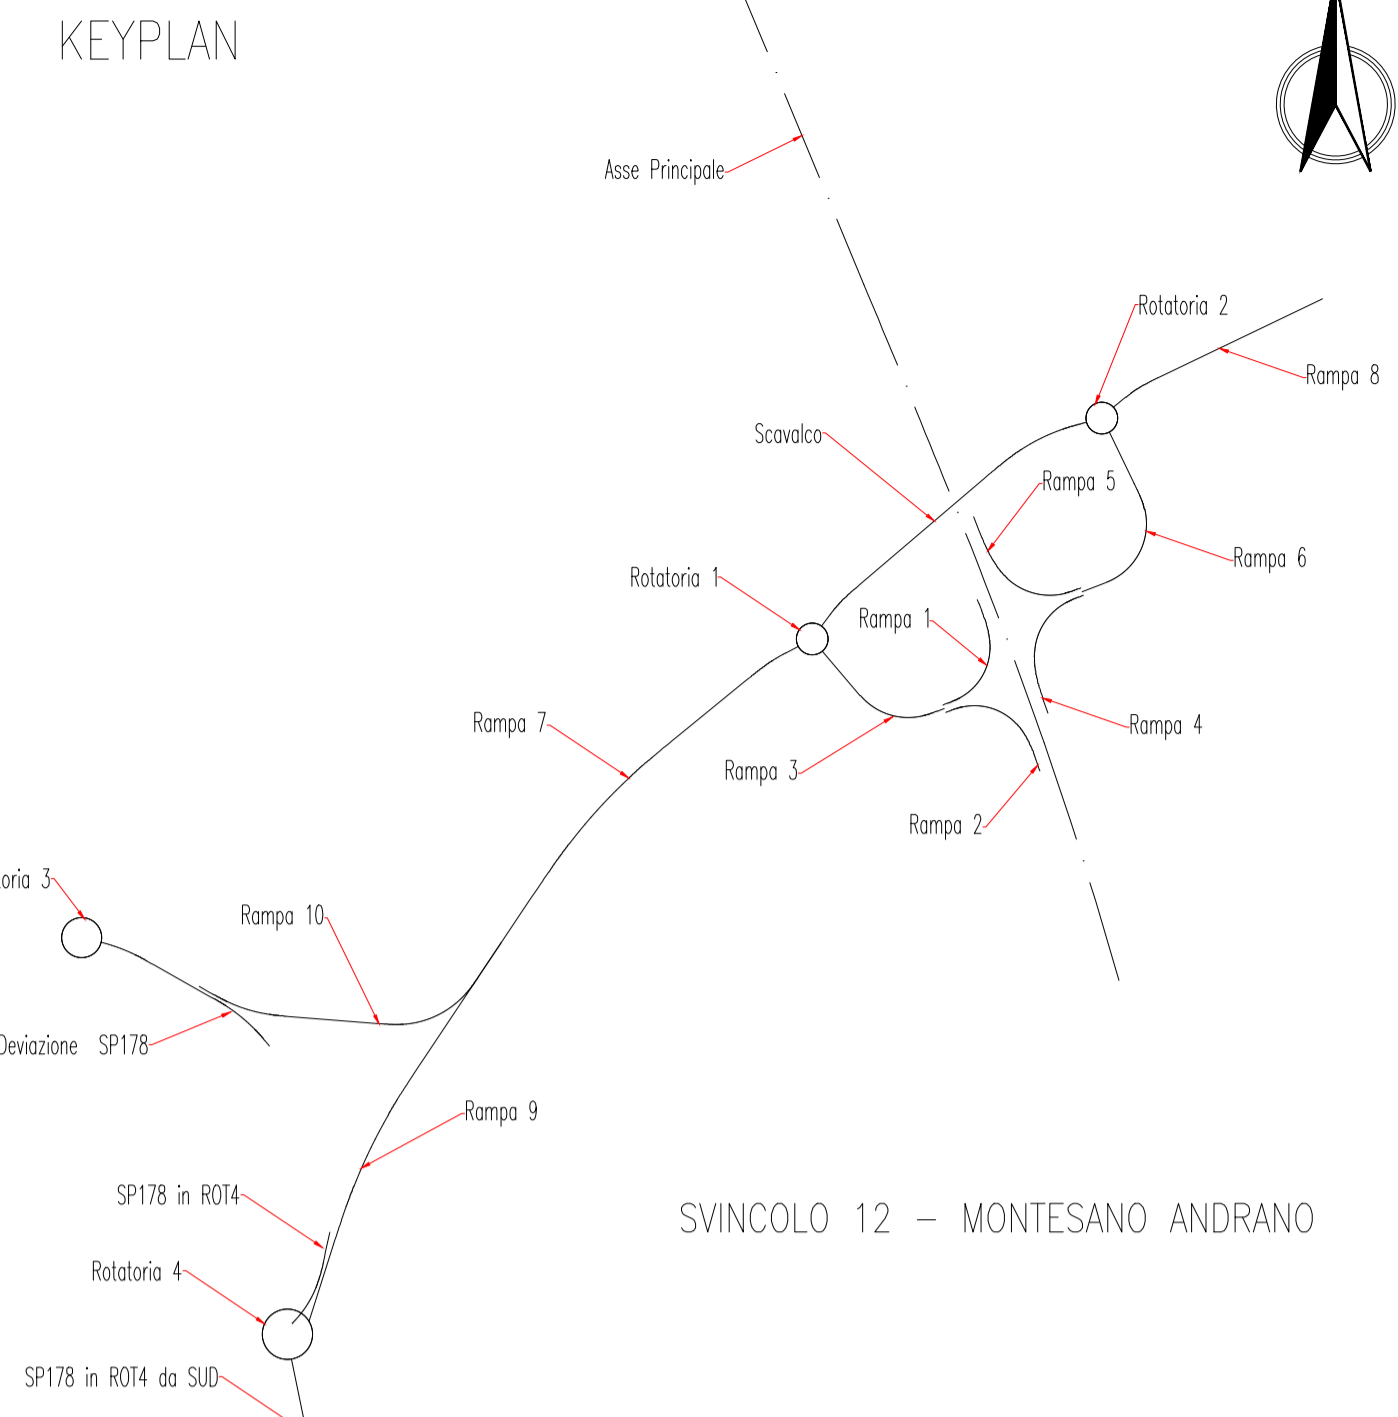 KEYPLAN
Asse Principale
Rotatoria 2
Rampa 8
Scavalco
Rampa 5
Rampa 6
Rotatoria 1
Rampa 1
Rampa 7
Rampa 4
Rampa 3
Rampa 2
oria 3
Rampa 10
Deviazione SP178
Rampa 9
SP178 in ROT4
SVINCOLO 12 – MONTESANO ANDRANO
Rotatoria 4
SP178 in ROT4 da SUD